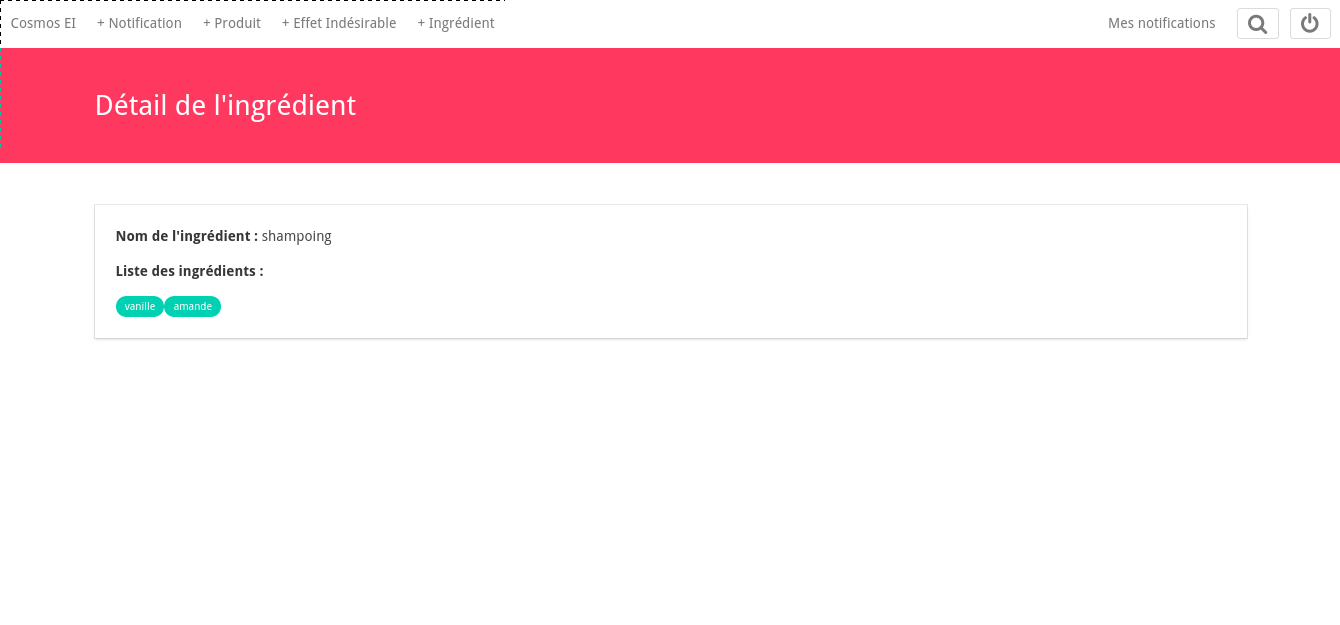 Cosmos EI + Notification + Produit + Effet Indésirable + Ingrédient Mes notifications
Détail de l'ingrédient
Nom de l'ingrédient : shampoing
Liste des ingrédients :
vanille amande